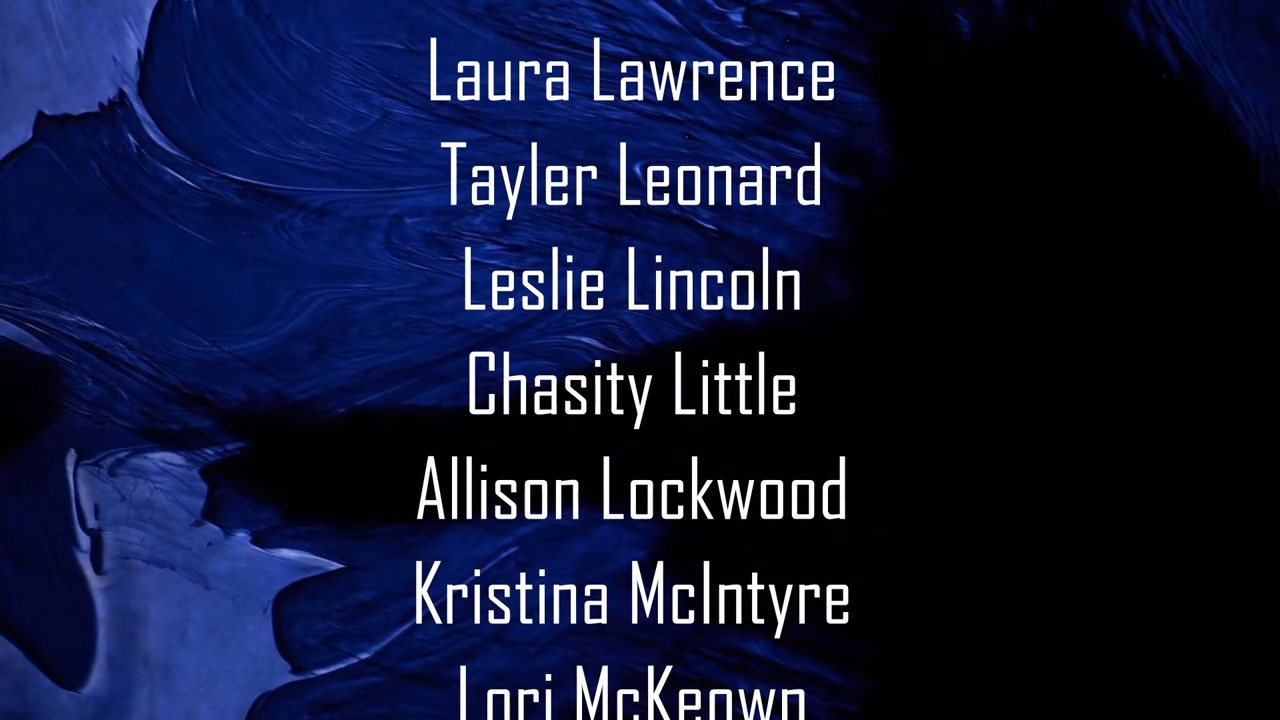 Laura Lawrence
Tayler Leonard
Leslie Lincoln
Chasity Little
Allison Lockwood
Kristina McIntyre
Lori McKeown